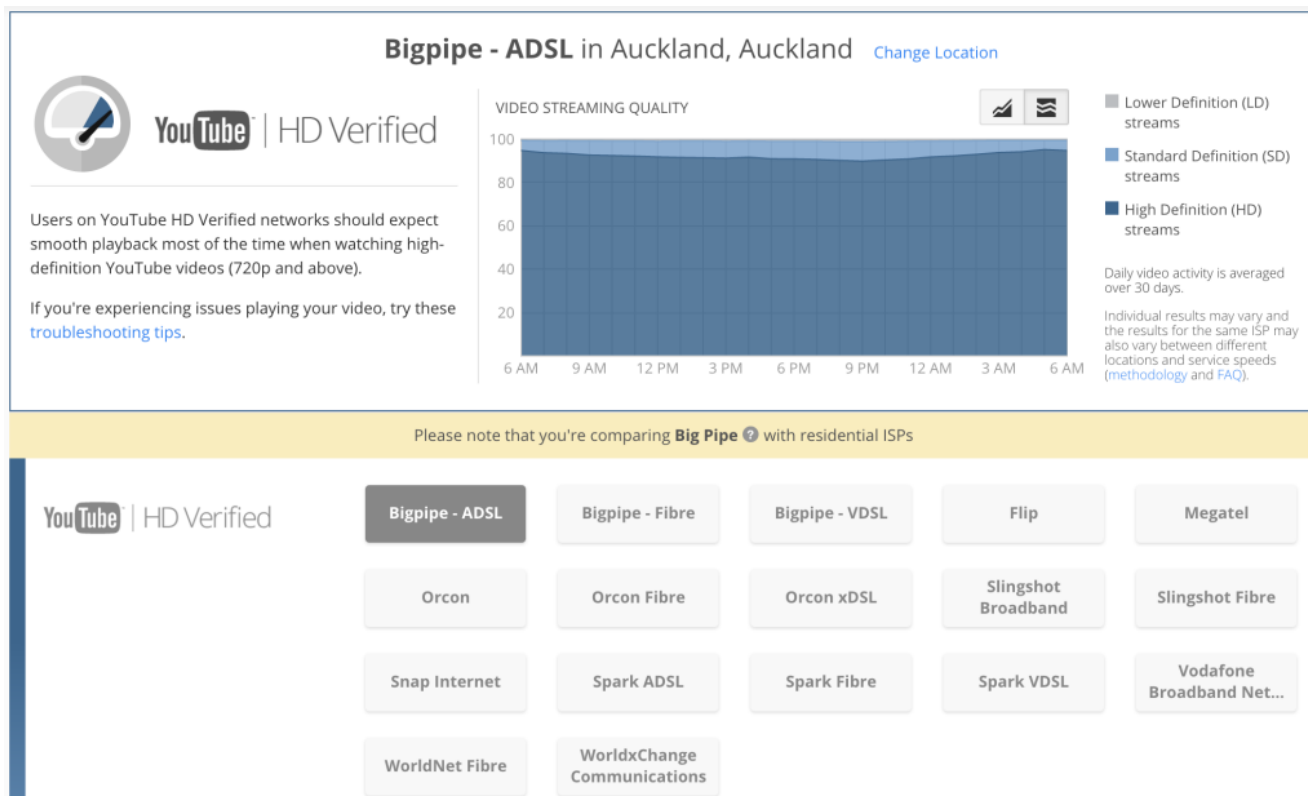 Bigpipe - ADSL in Auckland, Auckland Change Location
YouTube | HD Verified
Users on YouTube HD Verified networks should expect
smooth playback most of the time when watching high-
definition YouTube videos (720p and above).
If you're experiencing issues playing your video, try these
troubleshooting tips.
VIDEO STREAMING QUALITY
100
80
60
40
20
6 AM 9 AM 12 PM 3 PM 6 PM 9 PM 12 AM 3 AM 6 AM
Lower Definition (LD)
streams
Standard Definition (SD)
streams
High Definition (HD)
streams
Daily video activity is averaged
over 30 days.
Individual results may vary and
the results for the same ISP may
also vary between different
locations and service speeds
(methodology and FAQ).
Please note that you're comparing Big Pipe ? with residential ISPs
YouTube | HD Verified
Bigpipe - ADSL
Bigpipe - Fibre
Bigpipe - VDSL
Flip
Megatel
Orcon
Orcon Fibre
Orcon xDSL
Slingshot
Broadband
Slingshot Fibre
Snap Internet
Spark ADSL
Spark Fibre
Spark VDSL
Vodafone
Broadband Net...
WorldNet Fibre
WorldxChange
Communications